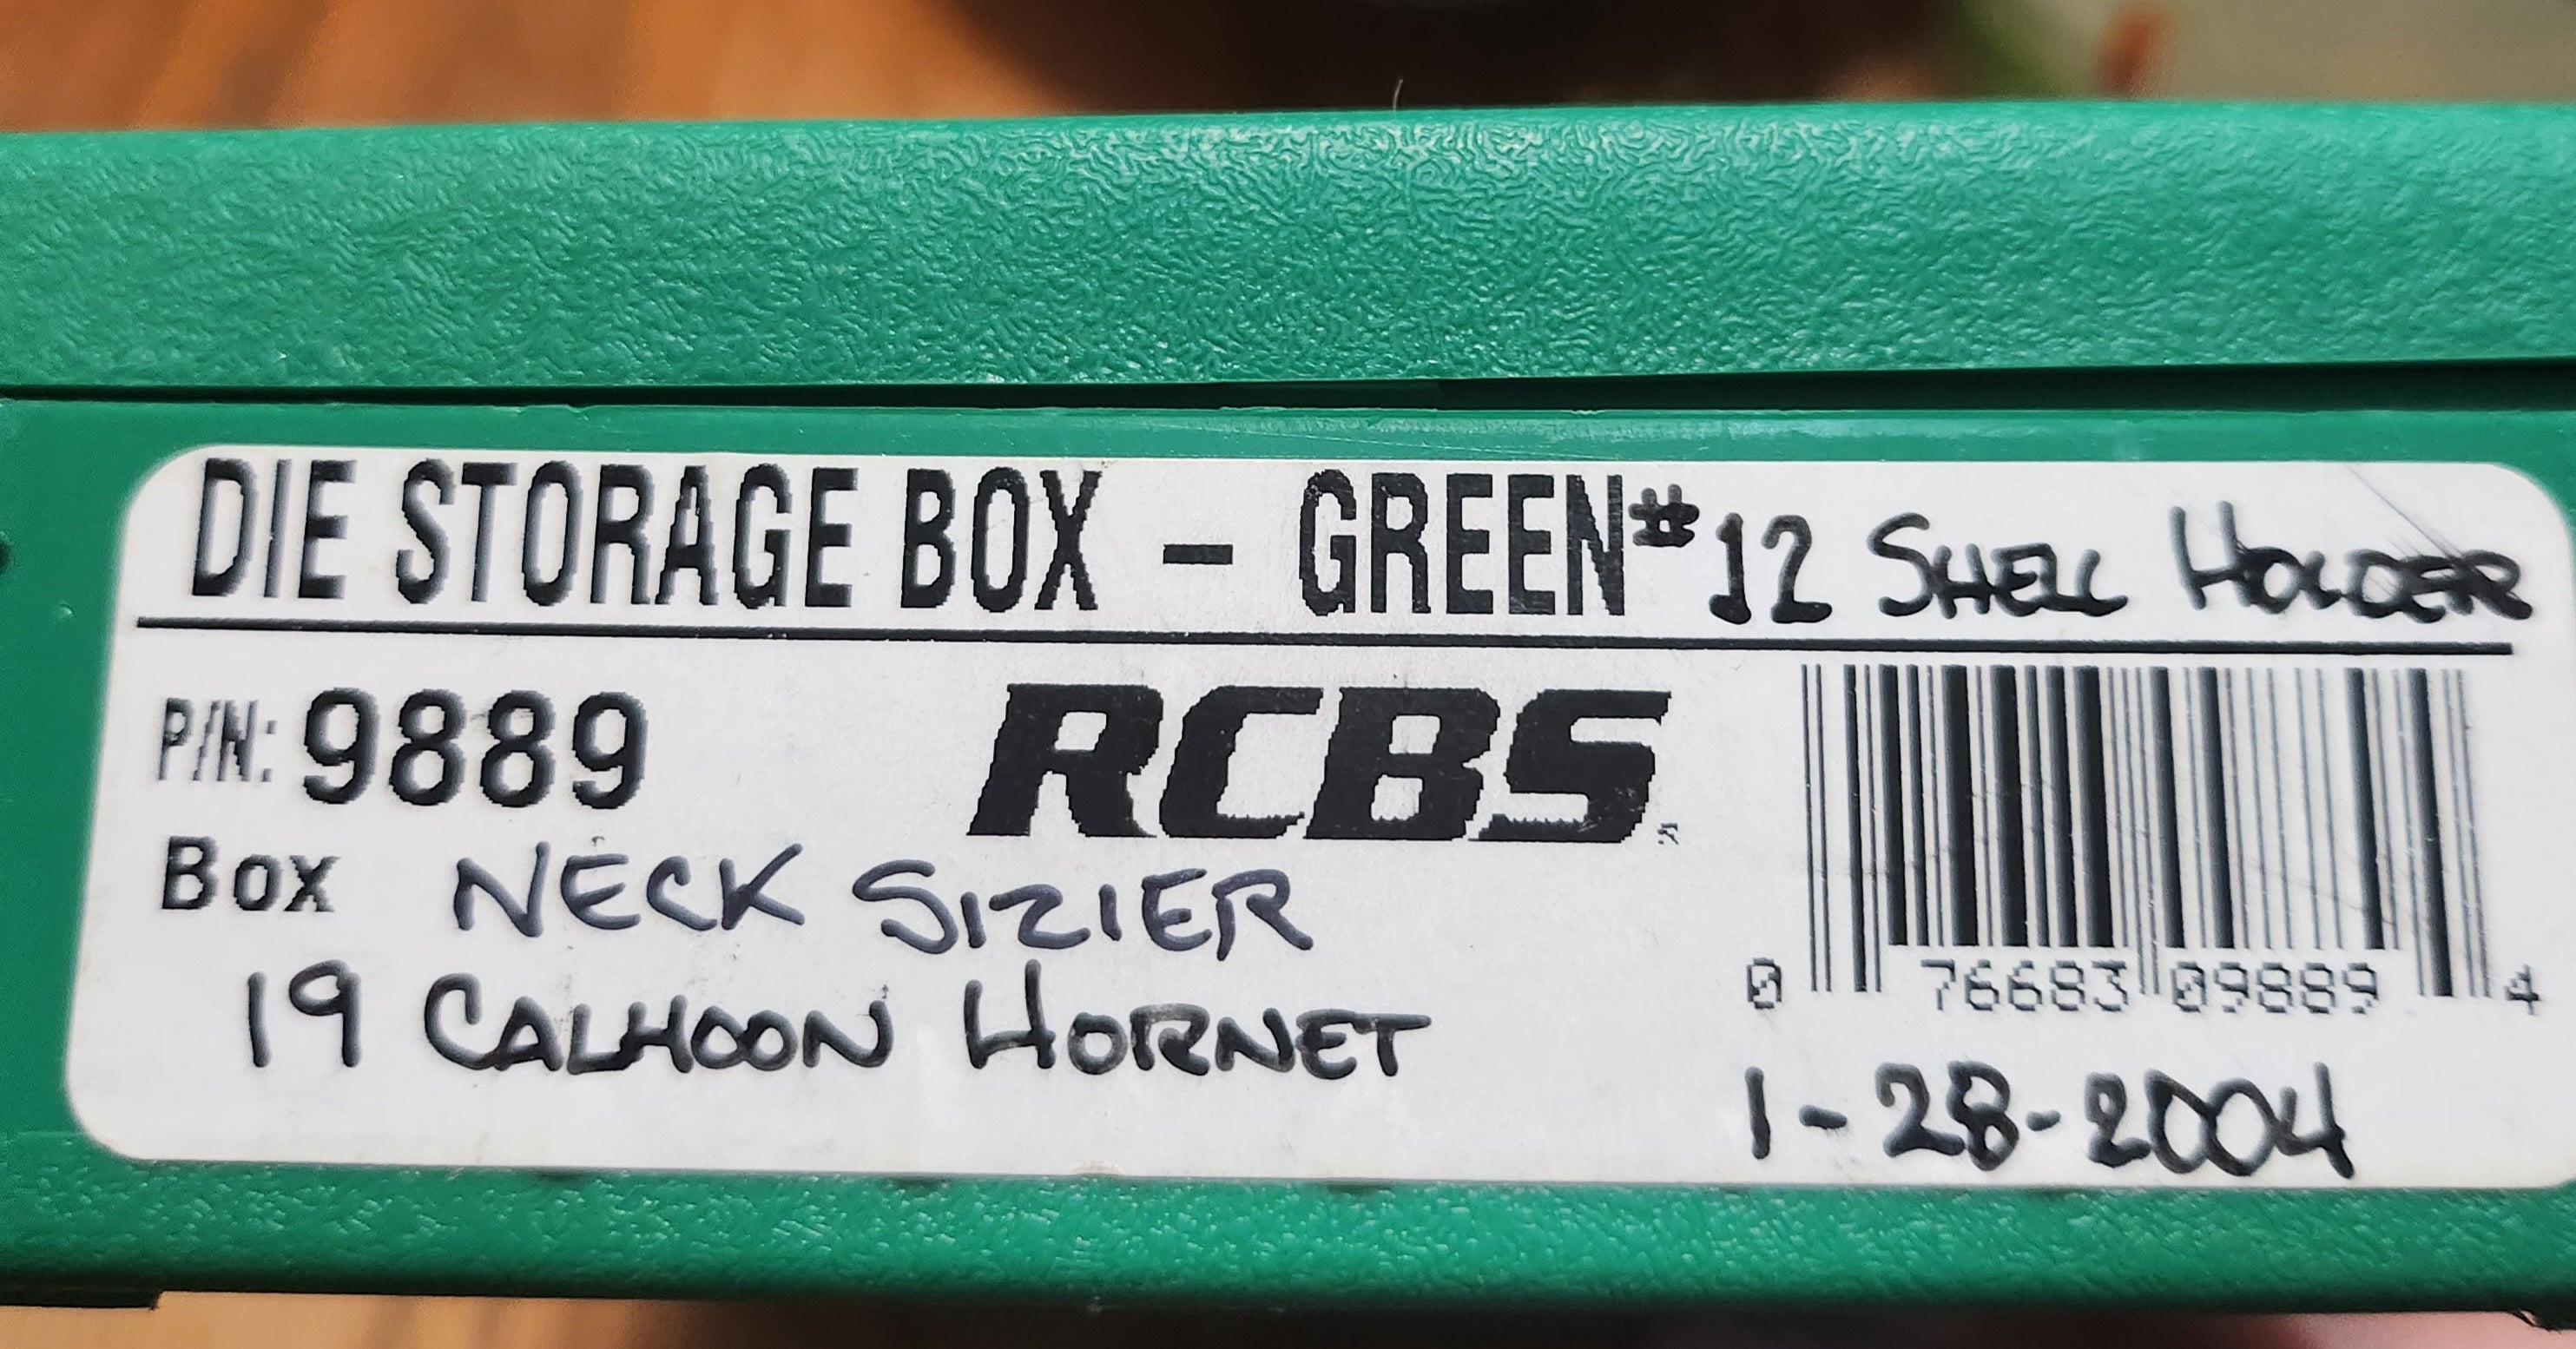 DIE STORAGE BOX - GREEN # 12 SHELL HOLDER
P/N: 9889
RCBS
Box NECK SIZIER
19 CALHOON HORNET
0 76683 09889 4
1-28-2004